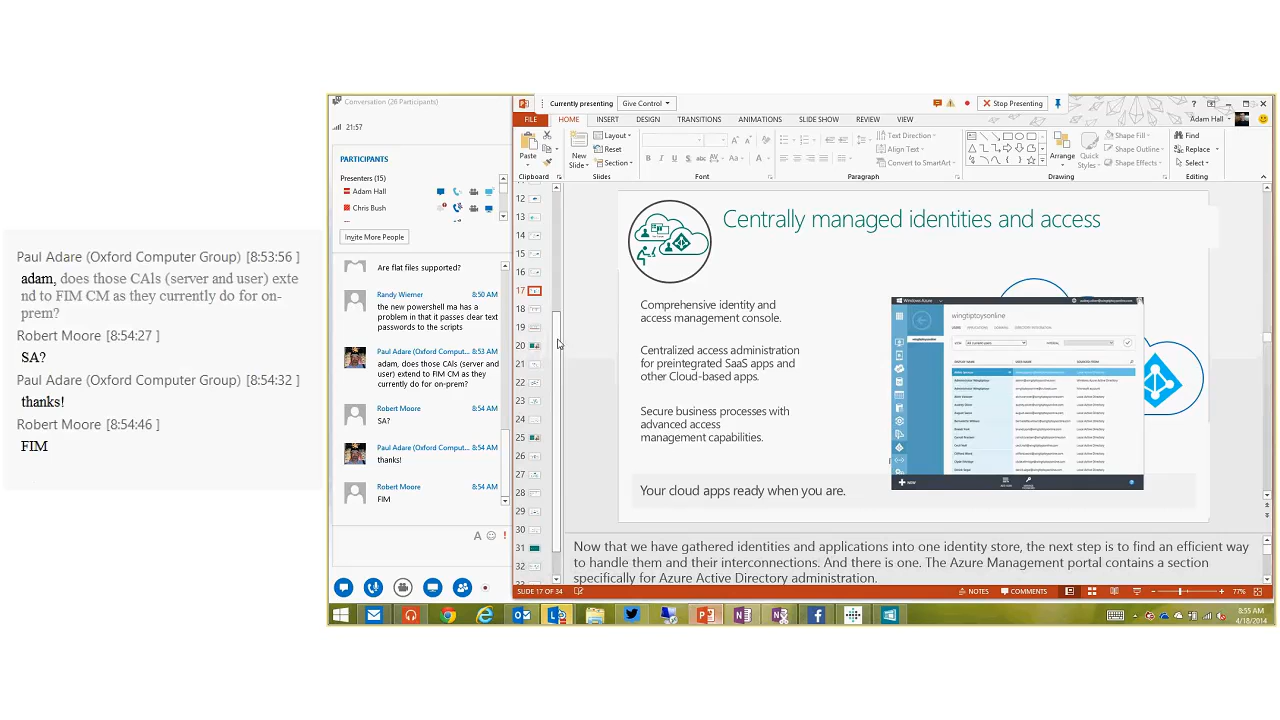 Paul Adare (Oxford Computer Group) [8:53:56 ]
adam, does those CAls (server and user) exte
nd to FIM CM as they currently do for on-
prem?
Robert Moore [8:54:27 ]
SA?
Paul Adare (Oxford Computer Group) [8:54:32 ]
thanks!
Robert Moore [8:54:46 ]
FIM
Conversation (26 Participants)
21:57
PARTICIPANTS
Presenters (15)
Adam Hall
Chris Bush
Invite More People
Are flat files supported?
Randy Wiemer 8:50 AM
the new powershell ma has a
problem in that it passes clear text
passwords to the scripts
Paul Adare (Oxford Comput... 8:53 AM
adam, does those CAls (server and
user) extend to FIM CM as they
currently do for on-prem?
Robert Moore 8:54 AM
SA?
Paul Adare (Oxford Comput... 8:54 AM
thanks!
Robert Moore 8:54 AM
FIM
Currently presenting
Give Control
Stop Presenting
FILE HOME INSERT DESIGN TRANSITIONS ANIMATIONS SLIDE SHOW REVIEW VIEW
Adam Hall
Paste
New
Slide
Layout
Reset
Section
B I U S abc AV Aa A
Text Direction
Align Text
Convert to SmartArt
Arrange
Quick
Styles
Shape Fill
Shape Outline
Shape Effects
Find
Replace
Select
Clipboard Slides Font Paragraph Drawing Editing
12
13
14
15
16
17
18
19
20
21
22
23
24
25
26
27
28
29
30
31
32
Centrally managed identities and access
Comprehensive identity and
access management console.
Centralized access administration
for preintegrated SaaS apps and
other Cloud-based apps.
Secure business processes with
advanced access
management capabilities.
Your cloud apps ready when you are.
Windows Azure
wingtiptoysonline
USERS APPLICATIONS DOMAINS DIRECTORY INTEGRATION
NEW
Now that we have gathered identities and applications into one identity store, the next step is to find an efficient way
to handle them and their interconnections. And there is one. The Azure Management portal contains a section
specifically for Azure Active Directory administration.
SLIDE 17 OF 34
NOTES
COMMENTS
77%
8:55 AM
4/18/2014